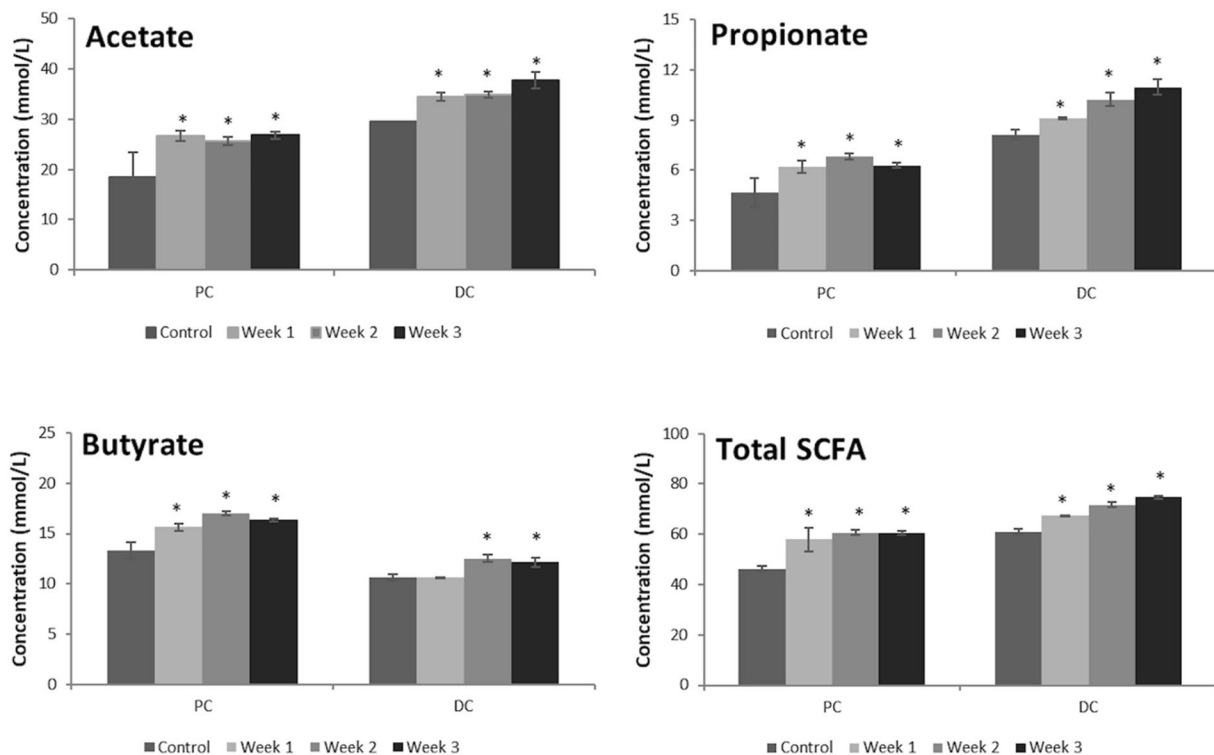 Acetate
Concentration (mmol/L)
50
40
30
20
10
0
* * * * * *
PC DC
Control Week 1 Week 2 Week 3
Propionate
Concentration (mmol/L)
15
12
9
6
3
0
* * * * * *
PC DC
Control Week 1 Week 2 Week 3
Butyrate
Concentration (mmol/L)
25
20
15
10
5
0
* * * * *
PC DC
Control Week 1 Week 2 Week 3
Total SCFA
Concentration (mmol/L)
100
80
60
40
20
0
* * * * * *
PC DC
Control Week 1 Week 2 Week 3